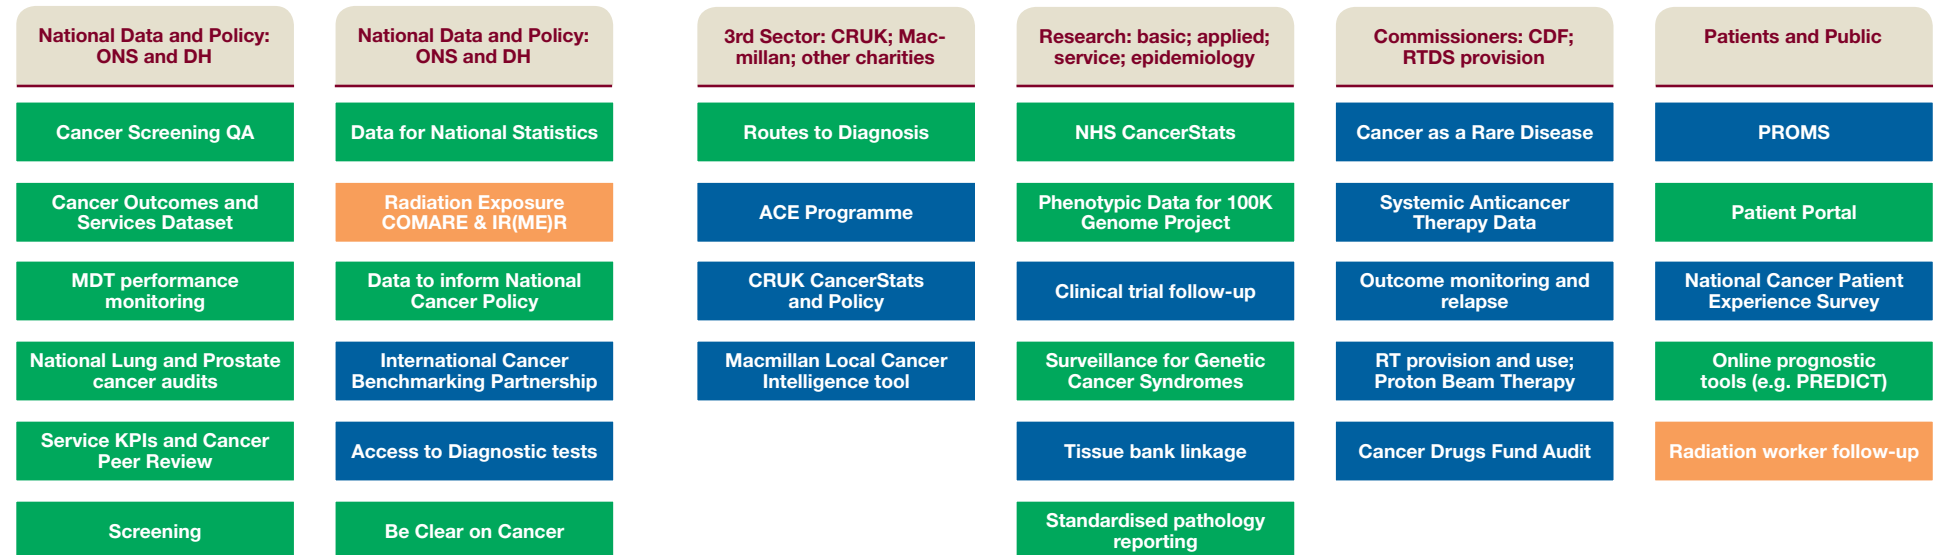 National Data and Policy:
ONS and DH
Cancer Screening QA
Cancer Outcomes and
Services Dataset
MDT performance
monitoring
National Lung and Prostate
cancer audits
Service KPIs and Cancer
Peer Review
Screening
National Data and Policy:
ONS and DH
Data for National Statistics
Radiation Exposure
COMARE & IR(ME)R
Data to inform National
Cancer Policy
International Cancer
Benchmarking Partnership
Access to Diagnostic tests
Be Clear on Cancer
3rd Sector: CRUK; Mac-
millan; other charities
Routes to Diagnosis
ACE Programme
CRUK CancerStats
and Policy
Macmillan Local Cancer
Intelligence tool
Research: basic; applied;
service; epidemiology
NHS CancerStats
Phenotypic Data for 100K
Genome Project
Clinical trial follow-up
Surveillance for Genetic
Cancer Syndromes
Tissue bank linkage
Standardised pathology
reporting
Commissioners: CDF;
RTDS provision
Cancer as a Rare Disease
Systemic Anticancer
Therapy Data
Outcome monitoring and
relapse
RT provision and use;
Proton Beam Therapy
Cancer Drugs Fund Audit
Patients and Public
PROMS
Patient Portal
National Cancer Patient
Experience Survey
Online prognostic
tools (e.g. PREDICT)
Radiation worker follow-up